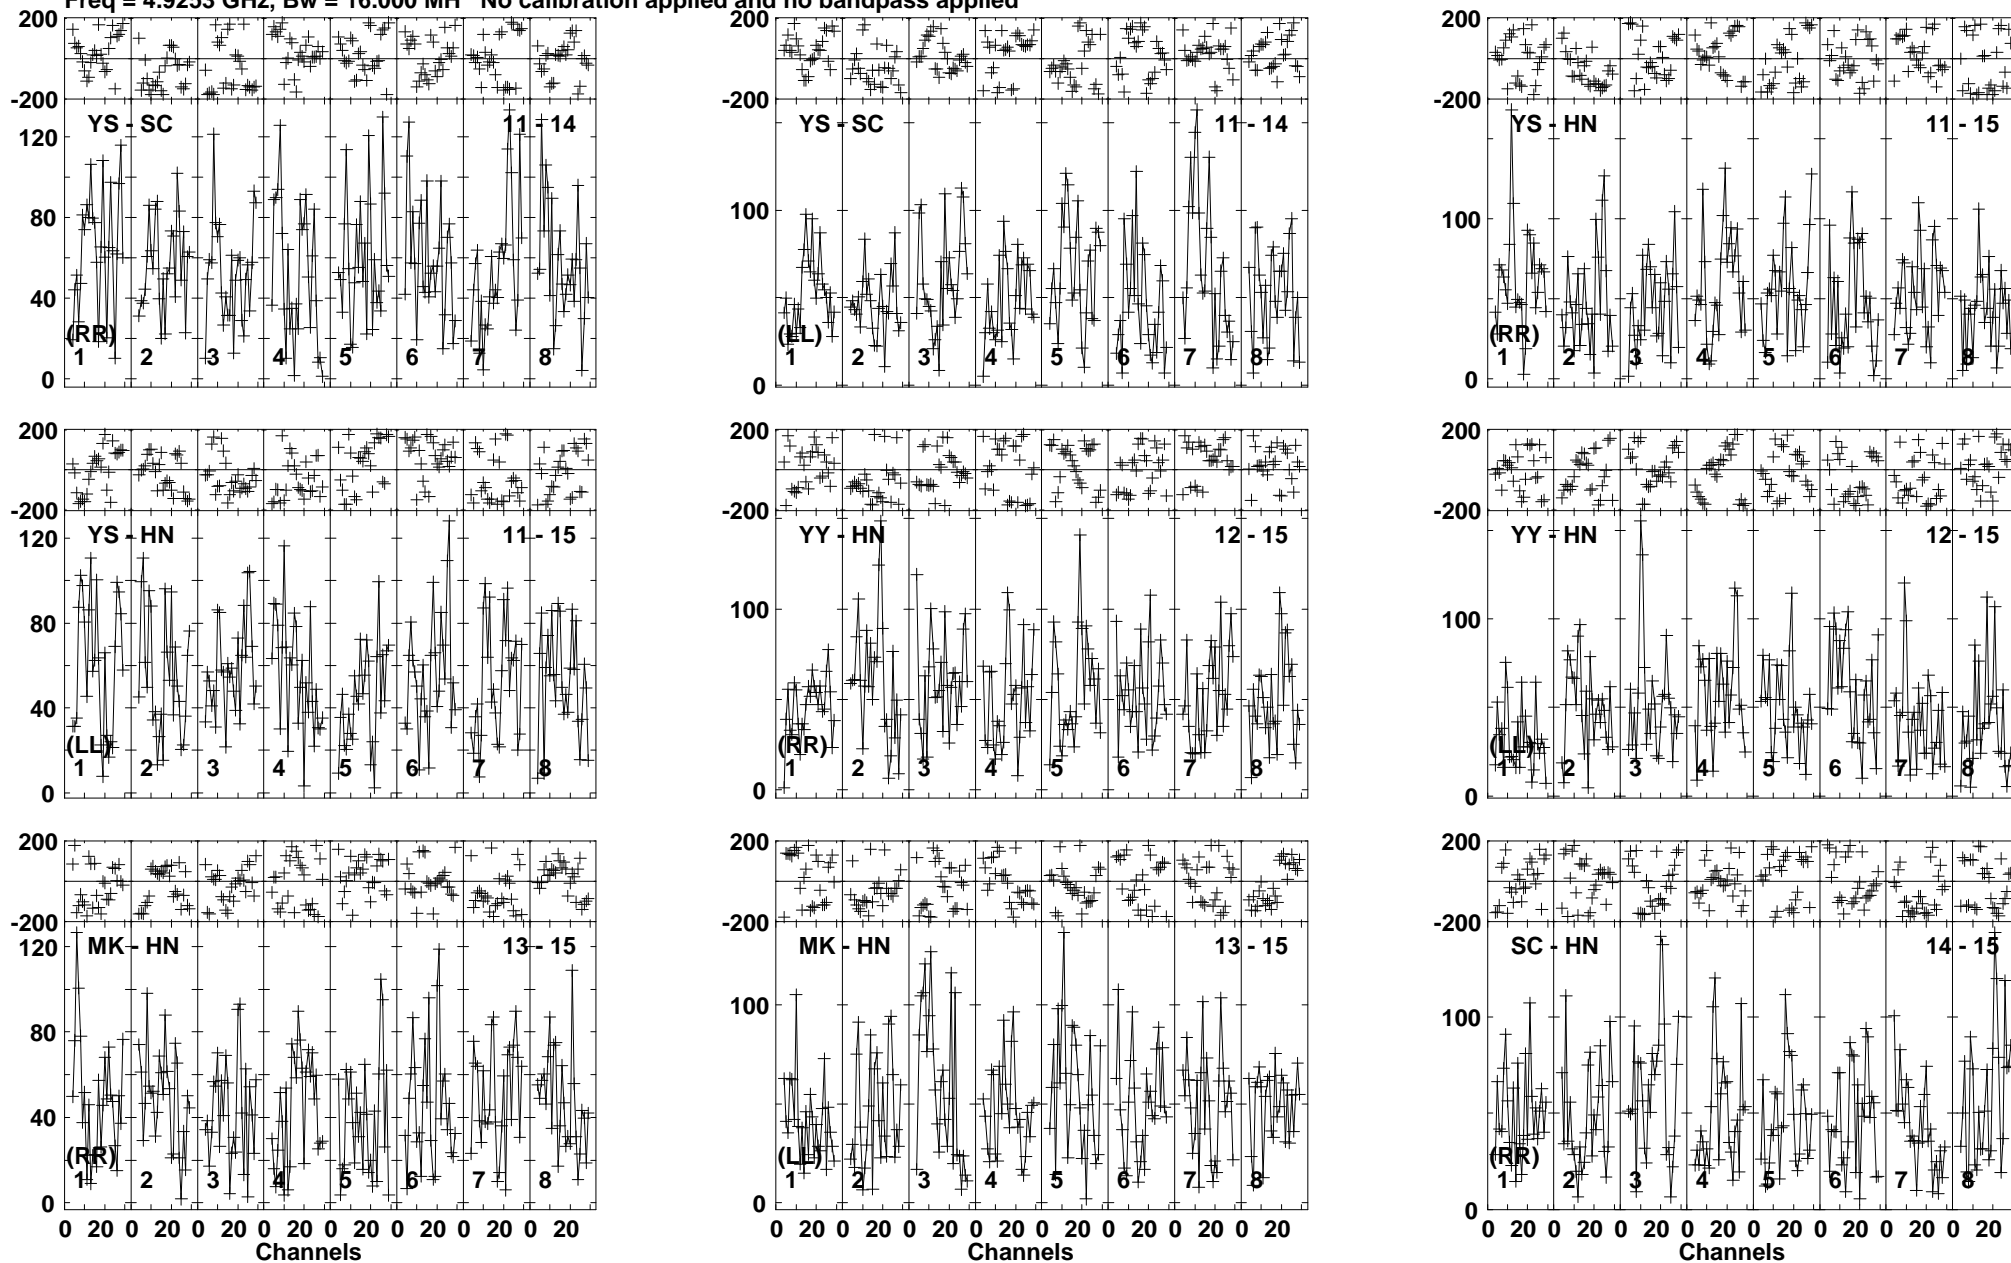 Freq = 4.9253 GHz, Bw = 16.000 MH No calibration applied and no bandpass applied
200 200 200
-200 -200 -200
YS - SC 11 - 14 YS - SC 11 - 14 YS - HN 11 - 15
120
100 100
80
40
(RR) (LL) (RR)
1 2 3 4 5 6 7 8 1 2 3 4 5 6 7 8 1 2 3 4 5 6 7 8
0 0 0
200 200 200
-200 -200 -200
YS - HN 11 - 15 YY - HN 12 - 15 YY - HN 12 - 15
120
100 100
80
40
(LL) (RR) (LL)
1 2 3 4 5 6 7 8 1 2 3 4 5 6 7 8 1 2 3 4 5 6 7 8
0 0 0
200 200 200
-200 -200 -200
MK - HN 13 - 15 MK - HN 13 - 15 SC - HN 14 - 15
120
100 100
80
40
(RR) (LL) (RR)
1 2 3 4 5 6 7 8 1 2 3 4 5 6 7 8 1 2 3 4 5 6 7 8
0 0 0
0 20 0 20 0 20 0 20 0 20 0 20 0 20 0 20 0 20 0 20 0 20 0 20 0 20 0 20 0 20 0 20 0 20 0 20 0 20 0 20 0 20 0 20 0 20 0 20
Channels Channels Channels